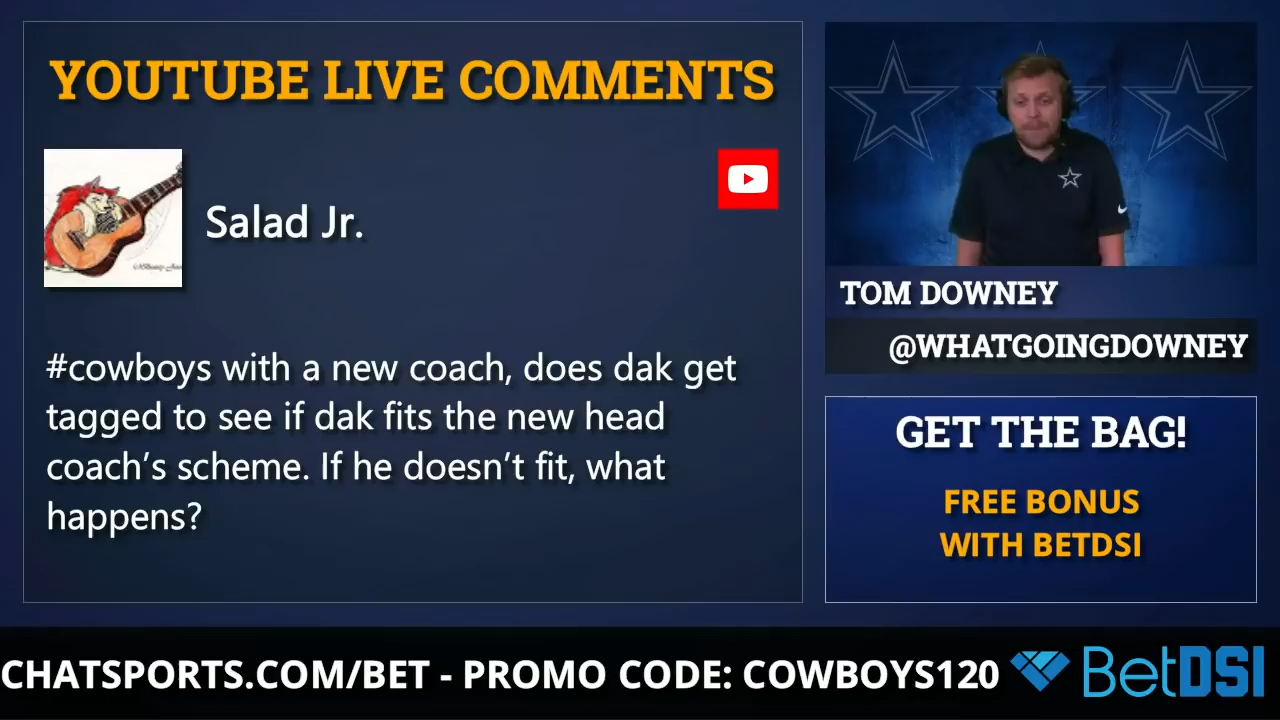 YOUTUBE LIVE COMMENTS
Salad Jr.
#cowboys with a new coach, does dak get
tagged to see if dak fits the new head
coach’s scheme. If he doesn’t fit, what
happens?
TOM DOWNEY
@WHATGOINGDOWNEY
GET THE BAG!
FREE BONUS
WITH BETDSI
CHATSPORTS.COM/BET - PROMO CODE: COWBOYS120
BetDSI